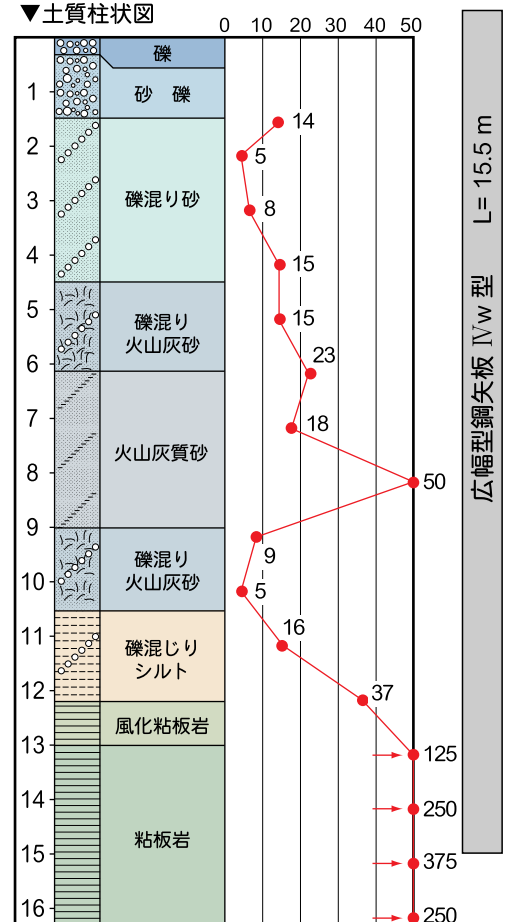 ▼土質柱状図
0 10 20 30 40 50
礫
1
砂 礫
14
2
5
3
礫混り砂
8
4
15
5
15
礫混り
火山灰砂
6
23
7
18
火山灰質砂
8
50
9
9
礫混り
火山灰砂
10
5
11
16
礫混じり
シルト
12
37
風化粘板岩
13
125
14
250
粘板岩
15
375
16
250
広幅型鋼矢板 Ⅳw 型 L= 15.5 m